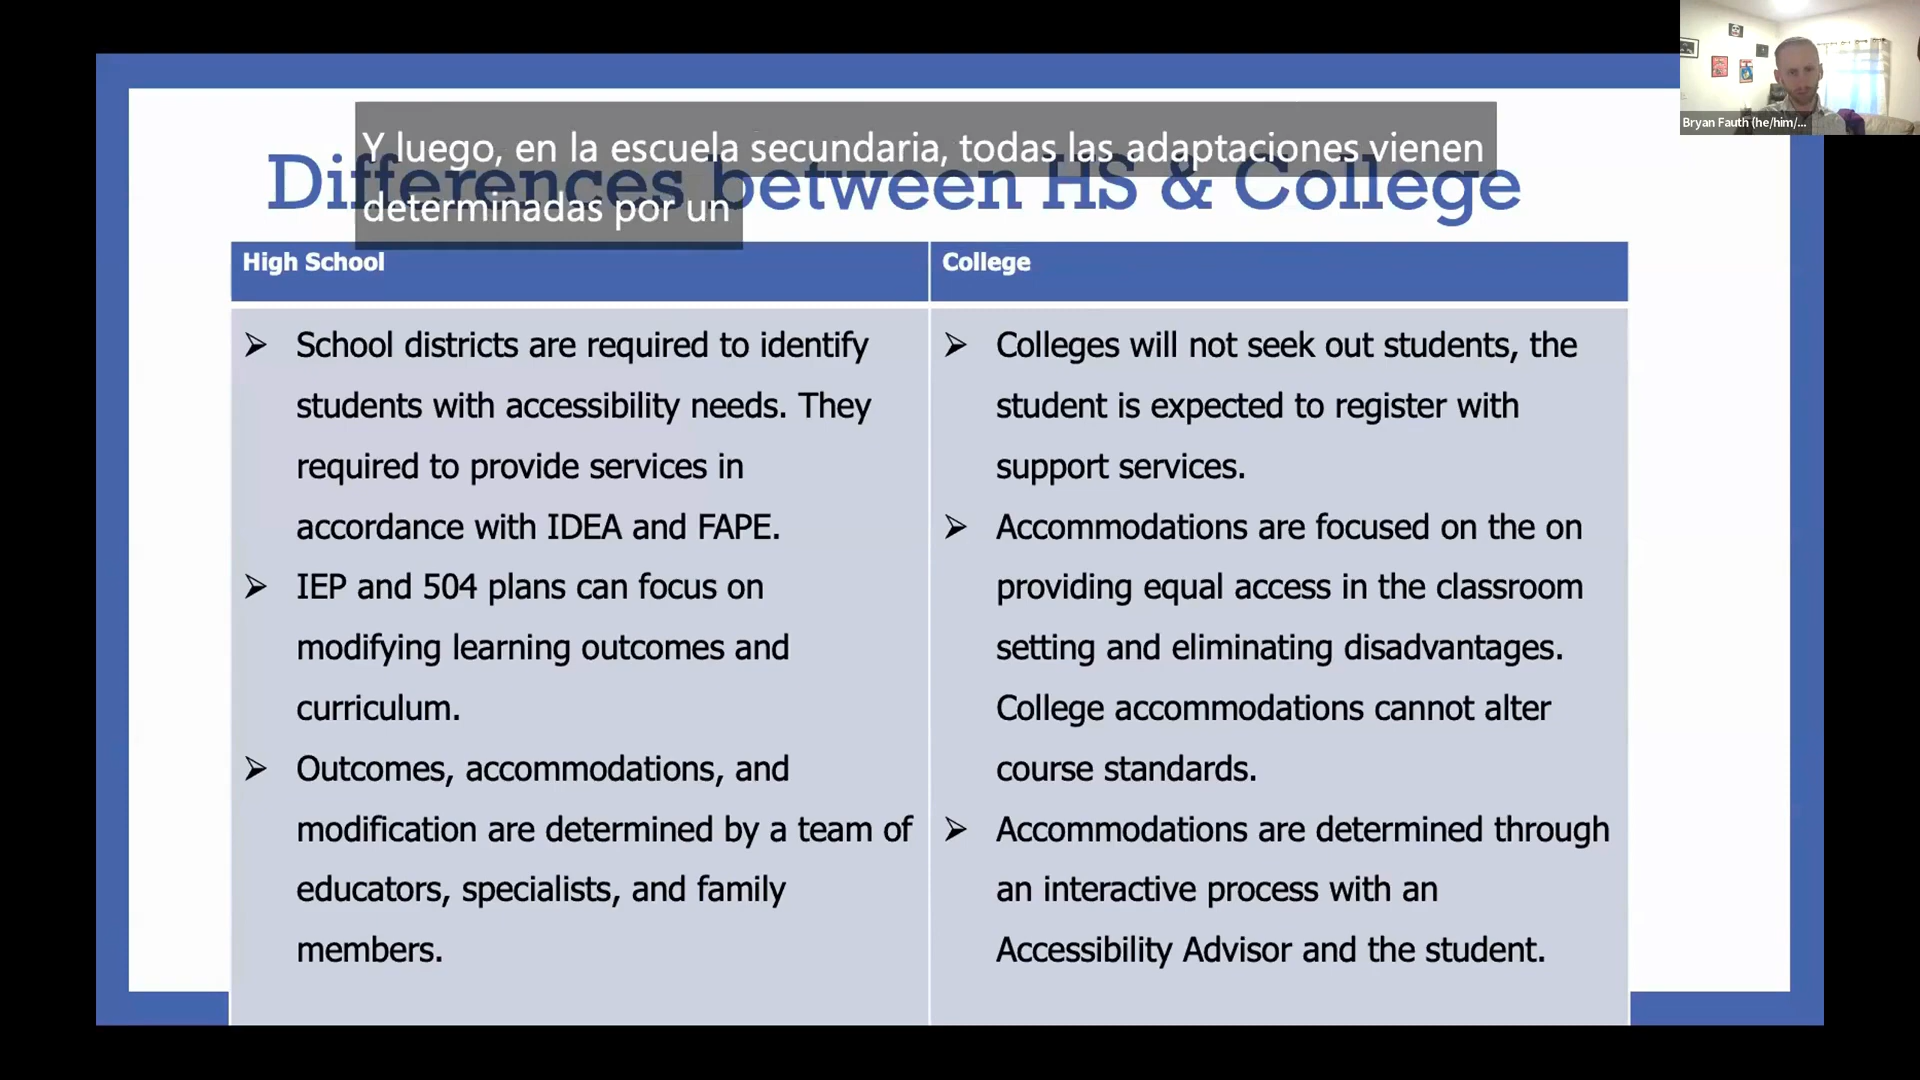 Y luego, en la escuela secundaria, todas las adaptaciones vienen
determinadas por un
Differences between HS & College
High School
School districts are required to identify
students with accessibility needs. They
required to provide services in
accordance with IDEA and FAPE.
IEP and 504 plans can focus on
modifying learning outcomes and
curriculum.
Outcomes, accommodations, and
modification are determined by a team of
educators, specialists, and family
members.
College
Colleges will not seek out students, the
student is expected to register with
support services.
Accommodations are focused on the on
providing equal access in the classroom
setting and eliminating disadvantages.
College accommodations cannot alter
course standards.
Accommodations are determined through
an interactive process with an
Accessibility Advisor and the student.
Bryan Fauth (he/him/...